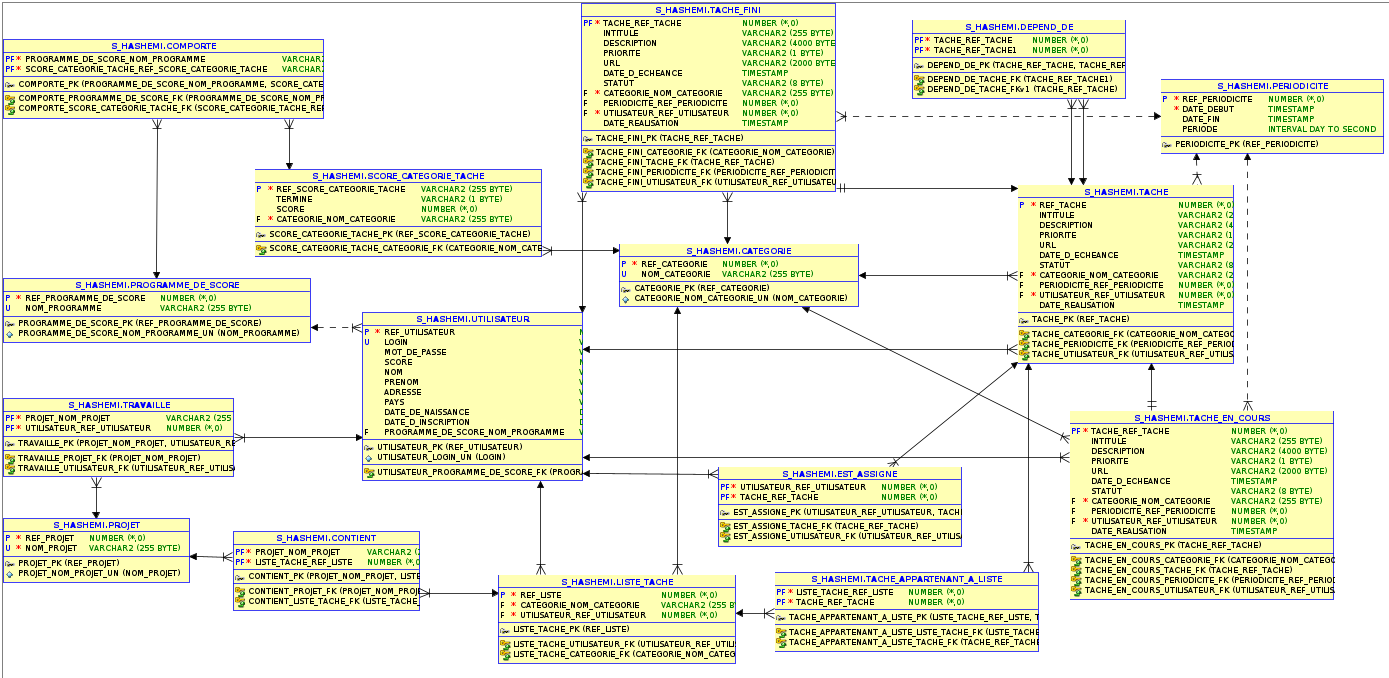 S_HASHEMI.COMPORTE
PF * PROGRAMME_DE_SCORE_NOM_PROGRAMME VARCHAR
PF * SCORE_CATEGORIE_TACHE_REF_SCORE_CATEGORIE_TACHE VARCHAR
COMPORTE_PK (PROGRAMME_DE_SCORE_NOM_PROGRAMME, SCORE_CATE
COMPORTE_PROGRAMME_DE_SCORE_FK (PROGRAMME_DE_SCORE_NOM_P
COMPORTE_SCORE_CATEGORIE_TACHE_FK (SCORE_CATEGORIE_TACHE_RE
S_HASHEMI.TACHE_FINI
PF * TACHE_REF_TACHE NUMBER (*,0)
INTITULE VARCHAR2 (255 BYTE)
DESCRIPTION VARCHAR2 (4000 BYTE
PRIORITE VARCHAR2 (1 BYTE)
URL VARCHAR2 (2000 BYTE
DATE_D_ECHEANCE TIMESTAMP
STATUT VARCHAR2 (8 BYTE)
F * CATEGORIE_NOM_CATEGORIE VARCHAR2 (255 BYTE)
F PERIODICITE_REF_PERIODICITE NUMBER (*,0)
F * UTILISATEUR_REF_UTILISATEUR NUMBER (*,0)
DATE_REALISATION TIMESTAMP
TACHE_FINI_PK (TACHE_REF_TACHE)
TACHE_FINI_CATEGORIE_FK (CATEGORIE_NOM_CATEGORIE)
TACHE_FINI_TACHE_FK (TACHE_REF_TACHE)
TACHE_FINI_PERIODICITE_FK (PERIODICITE_REF_PERIODICIT
TACHE_FINI_UTILISATEUR_FK (UTILISATEUR_REF_UTILISATEU
S_HASHEMI.DEPEND_DE
PF * TACHE_REF_TACHE NUMBER (*,0)
PF * TACHE_REF_TACHE1 NUMBER (*,0)
DEPEND_DE_PK (TACHE_REF_TACHE, TACHE_REF
DEPEND_DE_TACHE_FK (TACHE_REF_TACHE1)
DEPEND_DE_TACHE_FKv1 (TACHE_REF_TACHE)
S_HASHEMI.PERIODICITE
P * REF_PERIODICITE NUMBER (*,0)
* DATE_DEBUT TIMESTAMP
DATE_FIN TIMESTAMP
PERIODE INTERVAL DAY TO SECOND
PERIODICITE_PK (REF_PERIODICITE)
S_HASHEMI.SCORE_CATEGORIE_TACHE
P * REF_SCORE_CATEGORIE_TACHE VARCHAR2 (255 BYTE)
TERMINE VARCHAR2 (1 BYTE)
SCORE NUMBER (*,0)
F * CATEGORIE_NOM_CATEGORIE VARCHAR2 (255 BYTE)
SCORE_CATEGORIE_TACHE_PK (REF_SCORE_CATEGORIE_TACHE)
SCORE_CATEGORIE_TACHE_CATEGORIE_FK (CATEGORIE_NOM_CATE
S_HASHEMI.TACHE
P * REF_TACHE NUMBER (*,0
INTITULE VARCHAR2 (2
DESCRIPTION VARCHAR2 (4
PRIORITE VARCHAR2 (1
URL VARCHAR2 (2
DATE_D_ECHEANCE TIMESTAMP
STATUT VARCHAR2 (8
F * CATEGORIE_NOM_CATEGORIE VARCHAR2 (2
F PERIODICITE_REF_PERIODICITE NUMBER (*,0
F * UTILISATEUR_REF_UTILISATEUR NUMBER (*,0
DATE_REALISATION TIMESTAMP
TACHE_PK (REF_TACHE)
TACHE_CATEGORIE_FK (CATEGORIE_NOM_CATEGO
TACHE_PERIODICITE_FK (PERIODICITE_REF_PERIO
TACHE_UTILISATEUR_FK (UTILISATEUR_REF_UTILIS
S_HASHEMI.CATEGORIE
P * REF_CATEGORIE NUMBER (*,0)
U NOM_CATEGORIE VARCHAR2 (255 BYTE)
CATEGORIE_PK (REF_CATEGORIE)
CATEGORIE_NOM_CATEGORIE_UN (NOM_CATEGORIE)
S_HASHEMI.PROGRAMME_DE_SCORE
P * REF_PROGRAMME_DE_SCORE NUMBER (*,0)
U NOM_PROGRAMME VARCHAR2 (255 BYTE)
PROGRAMME_DE_SCORE_PK (REF_PROGRAMME_DE_SCORE)
PROGRAMME_DE_SCORE_NOM_PROGRAMME_UN (NOM_PROGRAMME)
S_HASHEMI.UTILISATEUR
P * REF_UTILISATEUR
U LOGIN
MOT_DE_PASSE
SCORE
NOM
PRENOM
ADRESSE
PAYS
DATE_DE_NAISSANCE
DATE_D_INSCRIPTION
F PROGRAMME_DE_SCORE_NOM_PROGRAMME
UTILISATEUR_PK (REF_UTILISATEUR)
UTILISATEUR_LOGIN_UN (LOGIN)
UTILISATEUR_PROGRAMME_DE_SCORE_FK (PROGR
S_HASHEMI.TRAVAILLE
PF * PROJET_NOM_PROJET VARCHAR2 (255
PF * UTILISATEUR_REF_UTILISATEUR NUMBER (*,0)
TRAVAILLE_PK (PROJET_NOM_PROJET, UTILISATEUR_RE
TRAVAILLE_PROJET_FK (PROJET_NOM_PROJET)
TRAVAILLE_UTILISATEUR_FK (UTILISATEUR_REF_UTILIS
S_HASHEMI.TACHE_EN_COURS
PF * TACHE_REF_TACHE NUMBER (*,0)
INTITULE VARCHAR2 (255 BYTE)
DESCRIPTION VARCHAR2 (4000 BYTE)
PRIORITE VARCHAR2 (1 BYTE)
URL VARCHAR2 (2000 BYTE)
DATE_D_ECHEANCE TIMESTAMP
STATUT VARCHAR2 (8 BYTE)
F * CATEGORIE_NOM_CATEGORIE VARCHAR2 (255 BYTE)
F PERIODICITE_REF_PERIODICITE NUMBER (*,0)
F * UTILISATEUR_REF_UTILISATEUR NUMBER (*,0)
DATE_REALISATION TIMESTAMP
TACHE_EN_COURS_PK (TACHE_REF_TACHE)
TACHE_EN_COURS_CATEGORIE_FK (CATEGORIE_NOM_CATEG
TACHE_EN_COURS_TACHE_FK (TACHE_REF_TACHE)
TACHE_EN_COURS_PERIODICITE_FK (PERIODICITE_REF_PERIO
TACHE_EN_COURS_UTILISATEUR_FK (UTILISATEUR_REF_UTILIS
S_HASHEMI.EST_ASSIGNE
PF * UTILISATEUR_REF_UTILISATEUR NUMBER (*,0)
PF * TACHE_REF_TACHE NUMBER (*,0)
EST_ASSIGNE_PK (UTILISATEUR_REF_UTILISATEUR, TACH
EST_ASSIGNE_TACHE_FK (TACHE_REF_TACHE)
EST_ASSIGNE_UTILISATEUR_FK (UTILISATEUR_REF_UTILIS
S_HASHEMI.PROJET
P * REF_PROJET NUMBER (*,0)
U * NOM_PROJET VARCHAR2 (255 BYTE)
PROJET_PK (REF_PROJET)
PROJET_NOM_PROJET_UN (NOM_PROJET)
S_HASHEMI.CONTIENT
PF * PROJET_NOM_PROJET VARCHAR2 (
PF * LISTE_TACHE_REF_LISTE NUMBER (*,0
CONTIENT_PK (PROJET_NOM_PROJET, LISTE
CONTIENT_PROJET_FK (PROJET_NOM_PROJ
CONTIENT_LISTE_TACHE_FK (LISTE_TACHE
S_HASHEMI.LISTE_TACHE
P * REF_LISTE NUMBER (*,0)
F * CATEGORIE_NOM_CATEGORIE VARCHAR2 (255 B
F * UTILISATEUR_REF_UTILISATEUR NUMBER (*,0)
LISTE_TACHE_PK (REF_LISTE)
LISTE_TACHE_UTILISATEUR_FK (UTILISATEUR_REF_UTIL
LISTE_TACHE_CATEGORIE_FK (CATEGORIE_NOM_CATEG
S_HASHEMI.TACHE_APPARTENANT_A_LISTE
PF * LISTE_TACHE_REF_LISTE NUMBER (*,0)
PF * TACHE_REF_TACHE NUMBER (*,0)
TACHE_APPARTENANT_A_LISTE_PK (LISTE_TACHE_REF_LISTE, T
TACHE_APPARTENANT_A_LISTE_LISTE_TACHE_FK (LISTE_TACHE
TACHE_APPARTENANT_A_LISTE_TACHE_FK (TACHE_REF_TACHE